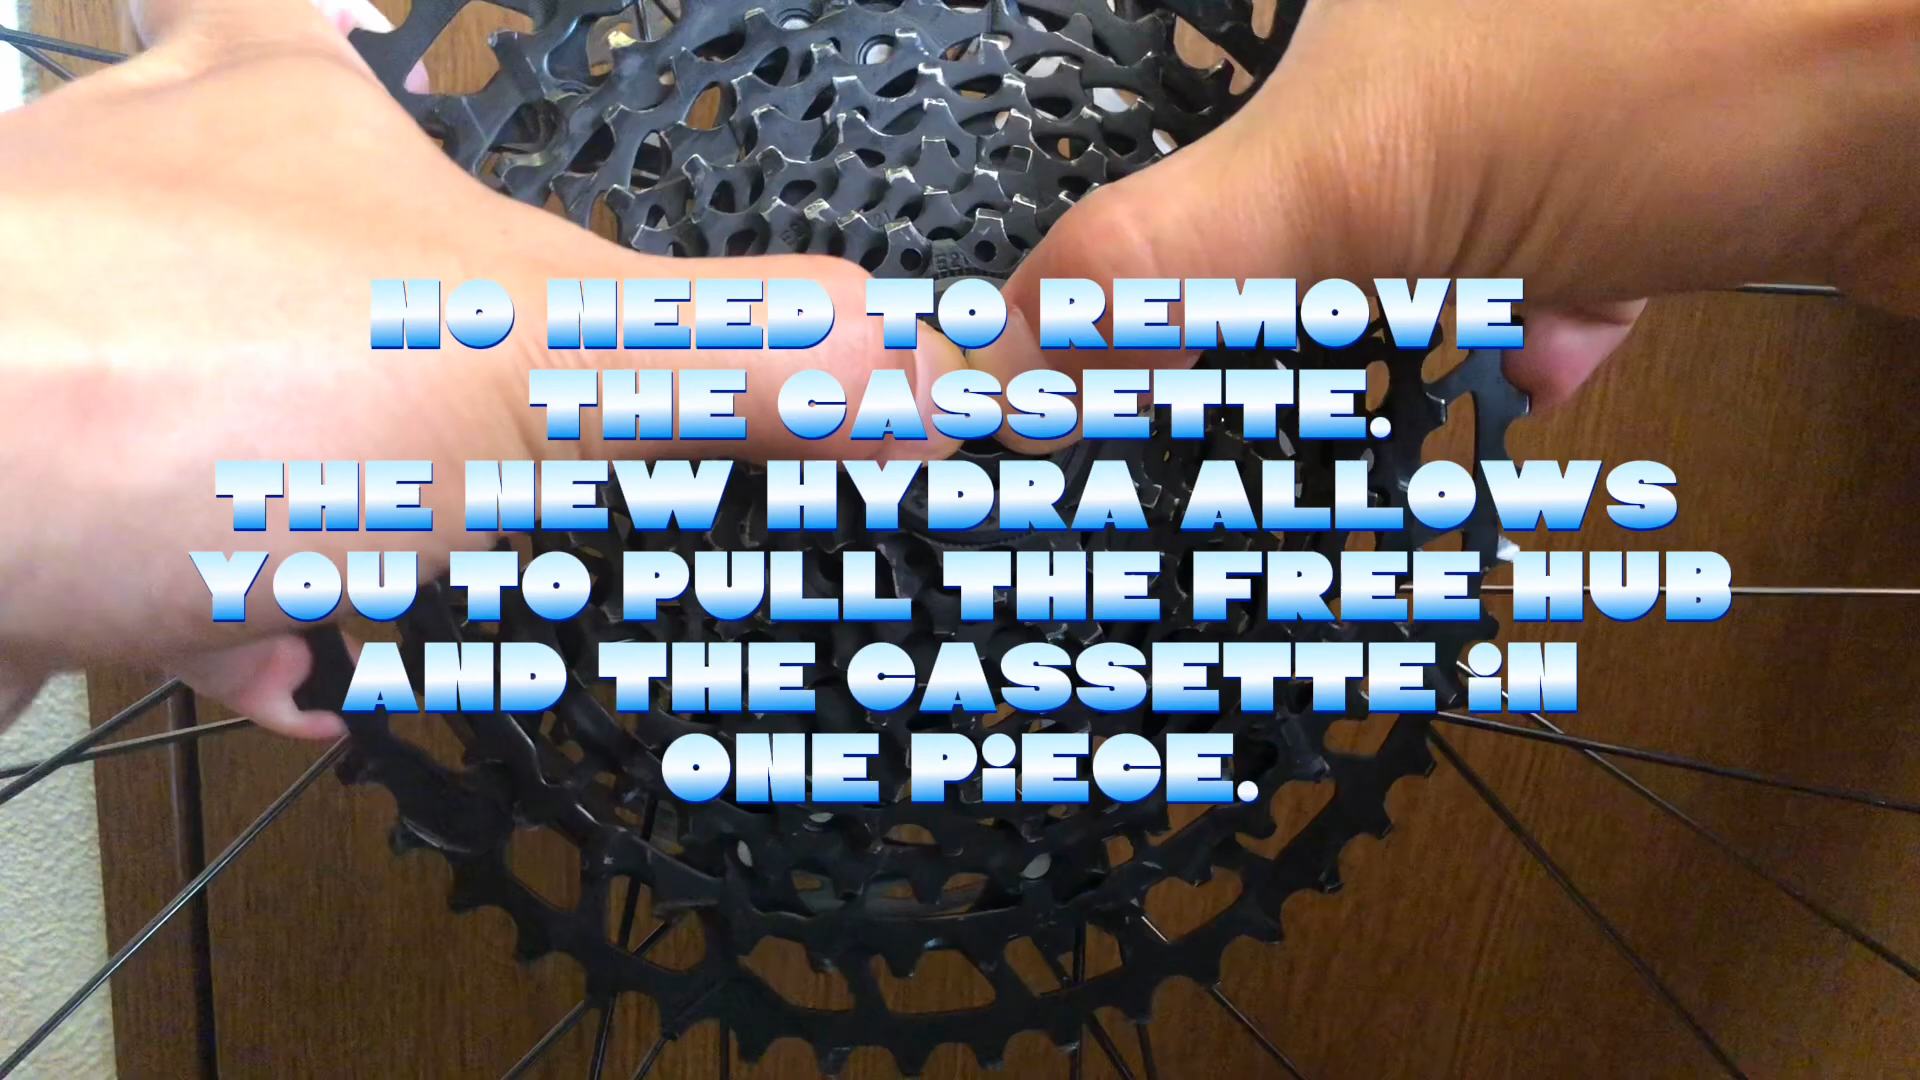 NO NEED TO REMOVE
THE CASSETTE.
THE NEW HYDRA ALLOWS
YOU TO PULL THE FREE HUB
AND THE CASSETTE iN
ONE PiECE.